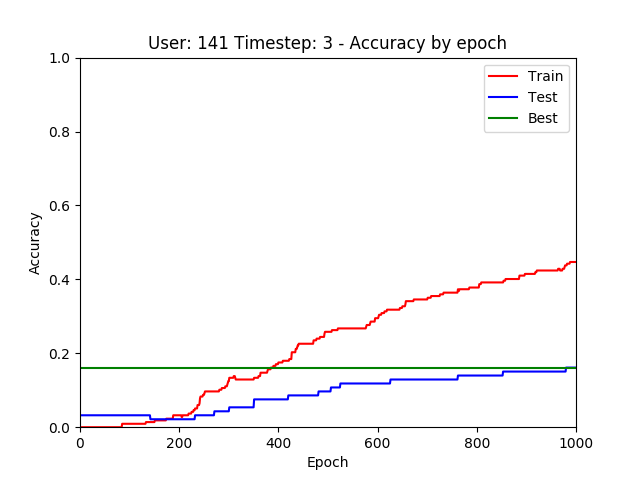 User: 141 Timestep: 3 - Accuracy by epoch
Train
Test
Best
Accuracy
1.0
0.8
0.6
0.4
0.2
0.0
0 200 400 600 800 1000
Epoch